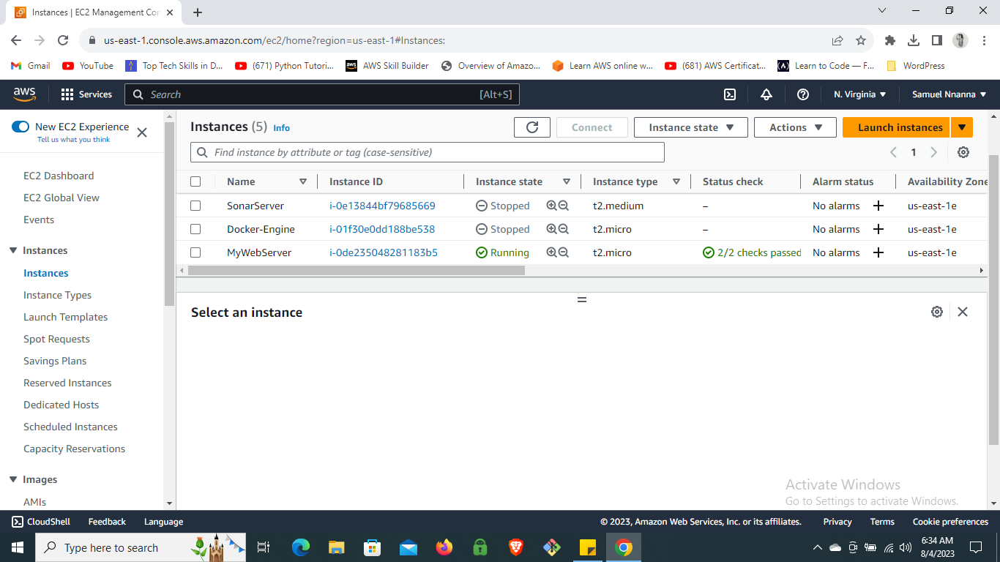 Instances | EC2 Management Con
us-east-1.console.aws.amazon.com/ec2/home?region=us-east-1#Instances:
Gmail YouTube Top Tech Skills in D... (671) Python Tutori... AWS Skill Builder Overview of Amazo... Learn AWS online w... (681) AWS Certificat... Learn to Code — F... WordPress
aws Services Search [Alt+S] N. Virginia Samuel Nnanna
New EC2 Experience
Tell us what you think
EC2 Dashboard
EC2 Global View
Events
Instances
Instances
Instance Types
Launch Templates
Spot Requests
Savings Plans
Reserved Instances
Dedicated Hosts
Scheduled Instances
Capacity Reservations
Images
AMIs
Instances (5) Info Connect Instance state Actions Launch instances
Find instance by attribute or tag (case-sensitive) 1
Name Instance ID Instance state Instance type Status check Alarm status Availability Zone
SonarServer i-0e13844bf79685669 Stopped t2.medium – No alarms us-east-1e
Docker-Engine i-01f30e0dd188be538 Stopped t2.micro – No alarms us-east-1e
MyWebServer i-0de235048281183b5 Running t2.micro 2/2 checks passed No alarms us-east-1e
Select an instance
Activate Windows
Go to Settings to activate Windows.
CloudShell Feedback Language © 2023, Amazon Web Services, Inc. or its affiliates. Privacy Terms Cookie preferences
Type here to search 6:34 AM
8/4/2023